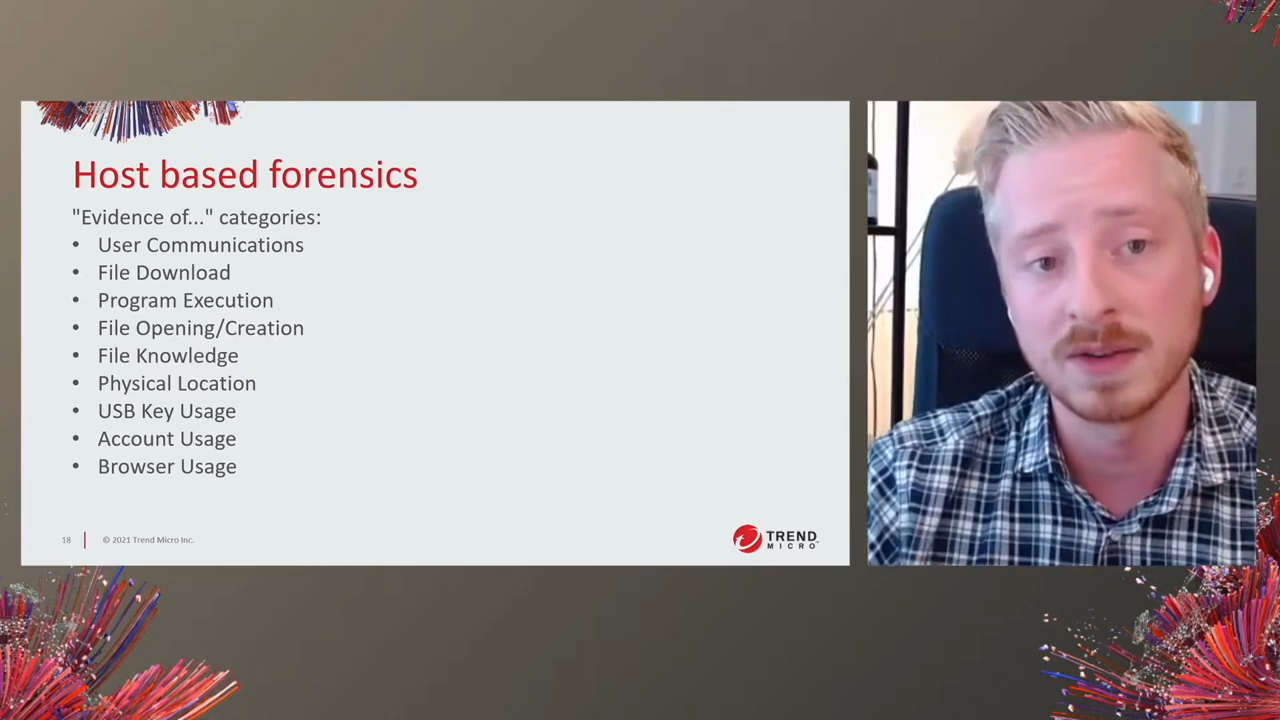 Host based forensics
"Evidence of..." categories:
• User Communications
• File Download
• Program Execution
• File Opening/Creation
• File Knowledge
• Physical Location
• USB Key Usage
• Account Usage
• Browser Usage
18
© 2021 Trend Micro Inc.
TREND
MICRO